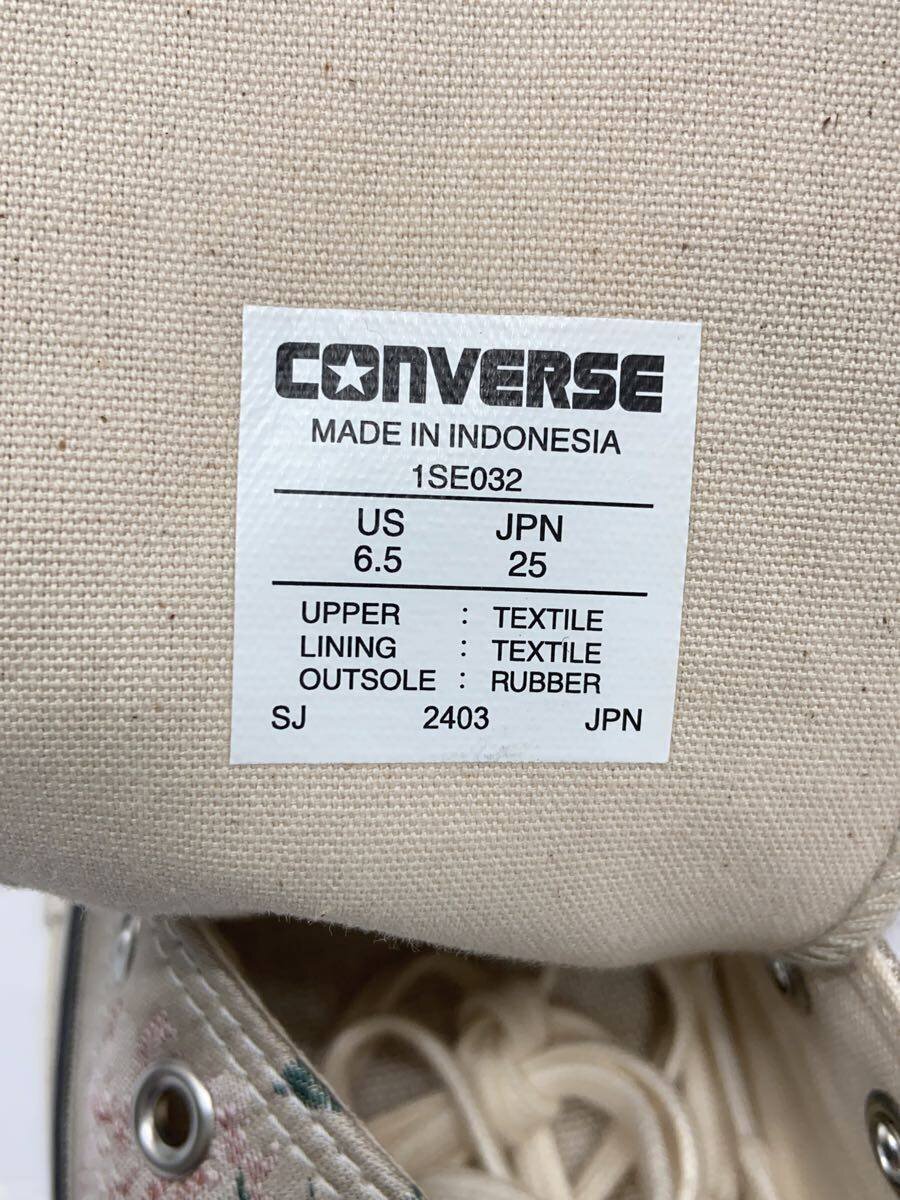 CONVERSE
MADE IN INDONESIA
1SE032
US JPN
6.5 25
UPPER : TEXTILE
LINING : TEXTILE
OUTSOLE : RUBBER
SJ 2403 JPN